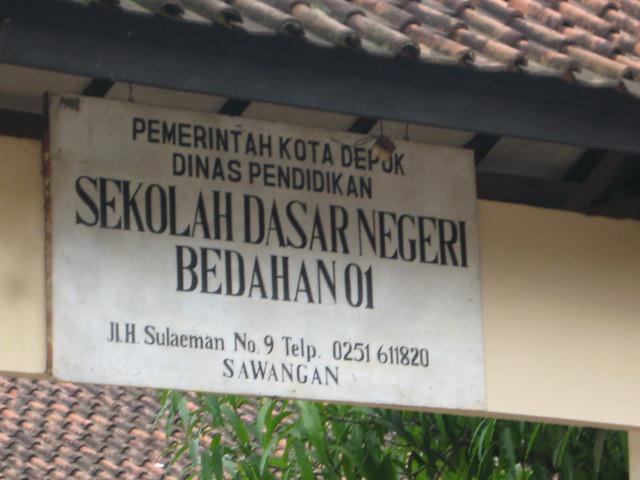 PEMERINTAH KOTA DEPOK
DINAS PENDIDIKAN
SEKOLAH DASAR NEGERI
BEDAHAN 01
Jl.H. Sulaeman No. 9 Telp. 0251 611820
SAWANGAN